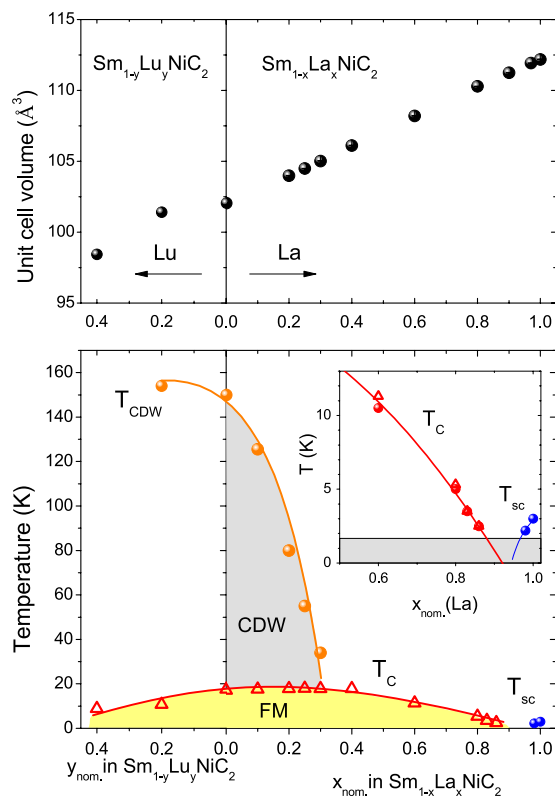 Sm1-yLuyNiC2 Sm1-xLaxNiC2
Unit cell volume (Å3)
115
110
105
100
95
Lu La
0.4 0.2 0.0 0.2 0.4 0.6 0.8 1.0
Temperature (K)
160
140
120
100
80
60
40
20
0
TCDW
CDW
FM
TC
Tsc
T (K)
10
5
0
TC
Tsc
0.6 0.8 1.0
xnom.(La)
0.4 0.2 0.0 0.2 0.4 0.6 0.8 1.0
ynom. in Sm1-yLuyNiC2 xnom. in Sm1-xLaxNiC2